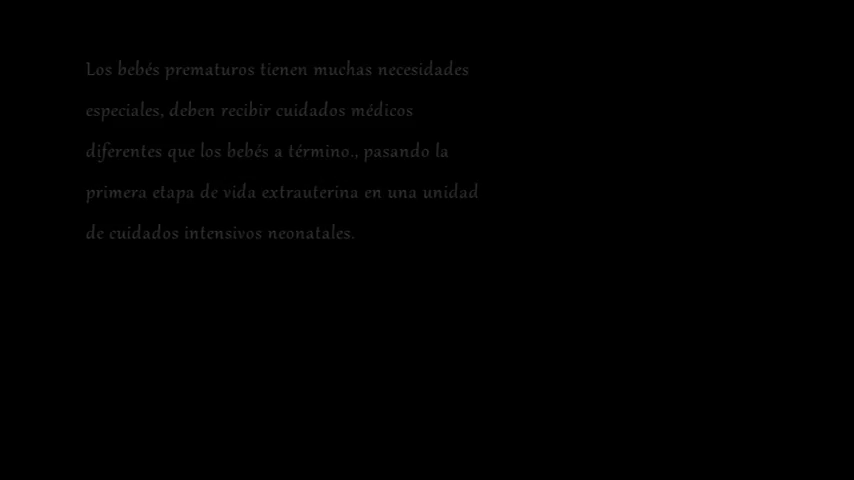 Los bebés prematuros tienen muchas necesidades
especiales, deben recibir cuidados médicos
diferentes que los bebés a término., pasando la
primera etapa de vida extrauterina en una unidad
de cuidados intensivos neonatales.